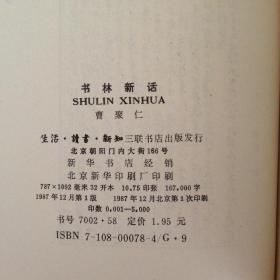 书林新话
SHULIN XINHUA
曹聚仁
生活·讀書·新知三联书店出版发行
北京朝阳门内大街166号
新华书店经销
北京新华印刷厂印刷
787×1092毫米32开本 10.75印张 167,000字
1987年12月第1版 1987年12月北京第1次印刷
印数 0,001—5,000
书号7002·58 定价1.95元
ISBN 7-108-00078-4/G·9